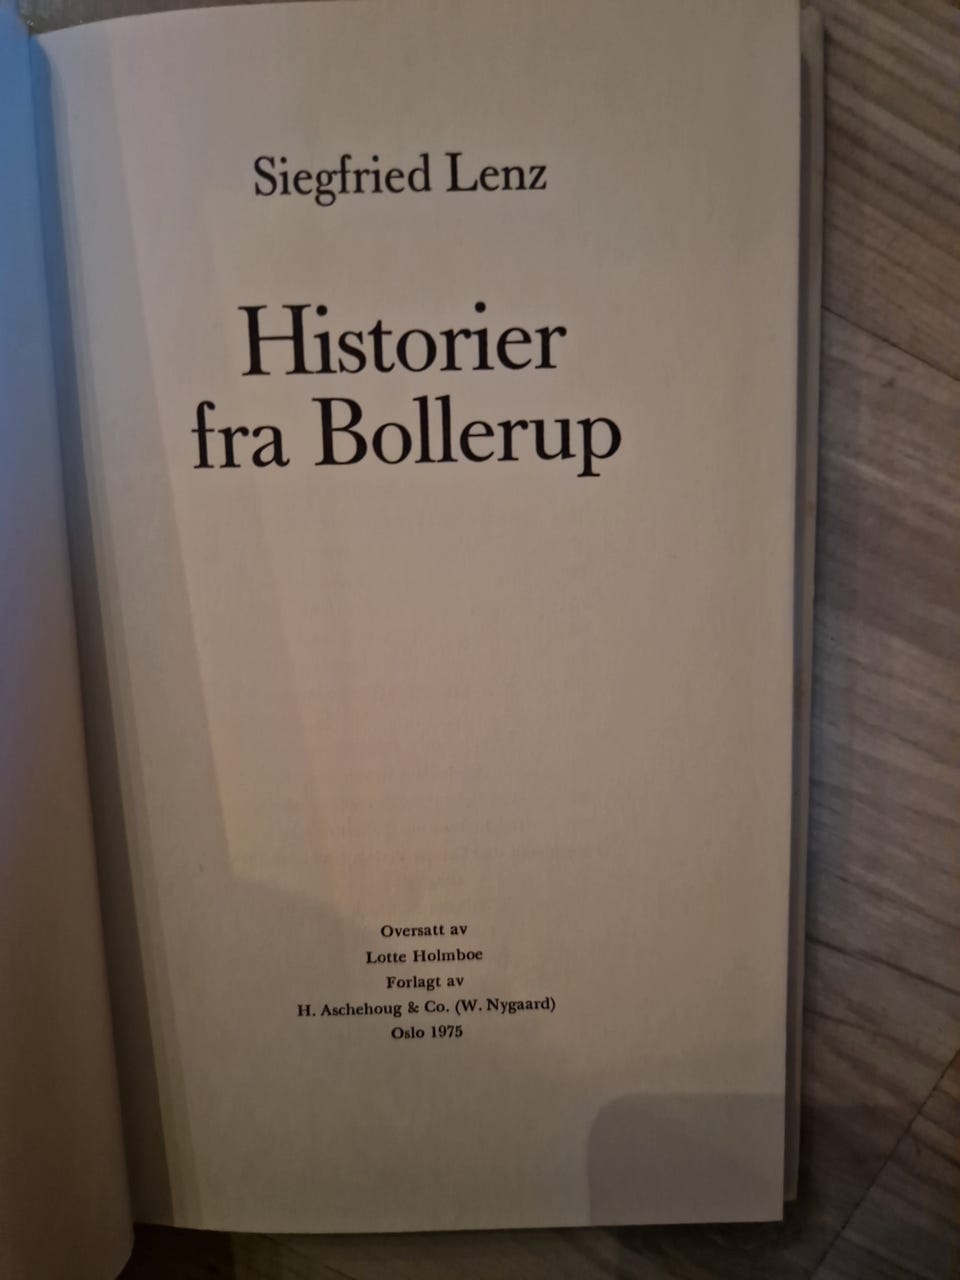 Siegfried Lenz
Historier
fra Bollerup
Oversatt av
Lotte Holmboe
Forlagt av
H. Aschehoug & Co. (W. Nygaard)
Oslo 1975